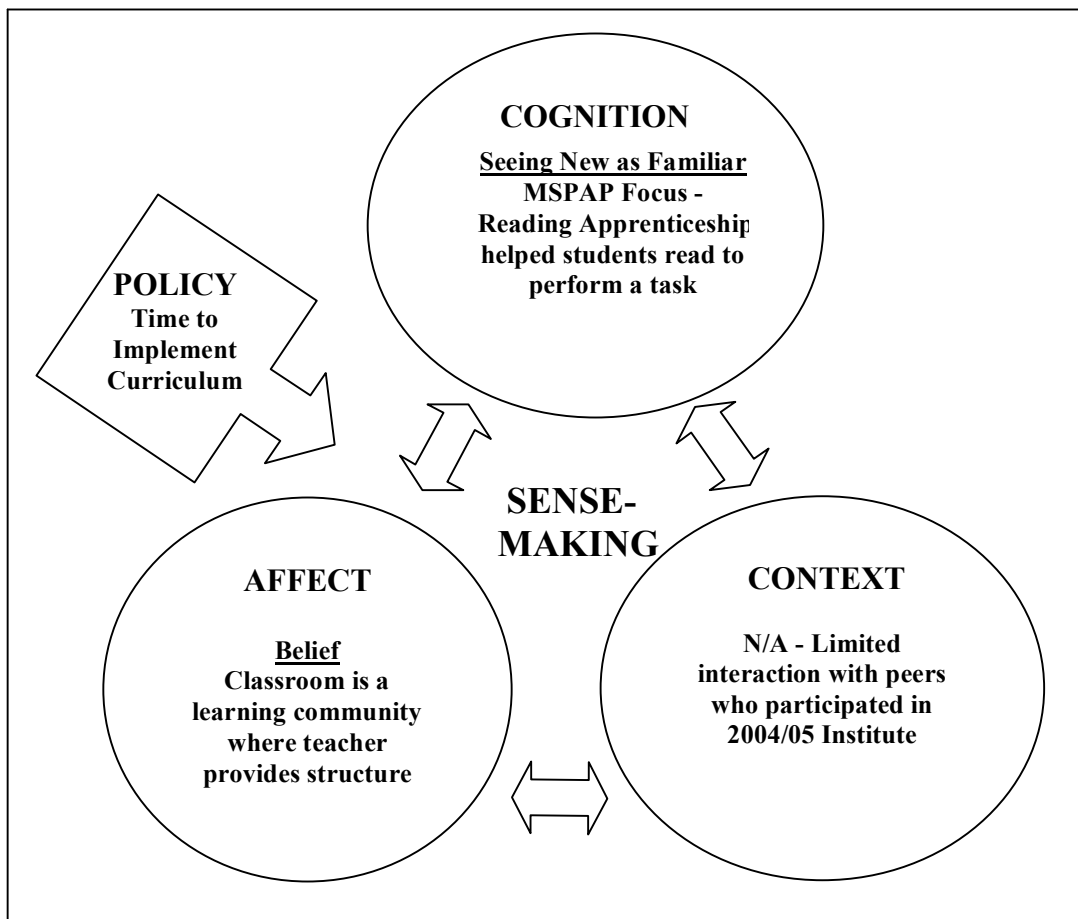 COGNITION
Seeing New as Familiar
MSPAP Focus -
Reading Apprenticeship
helped students read to
perform a task
POLICY
Time to
Implement
Curriculum
SENSE-
MAKING
AFFECT
Belief
Classroom is a
learning community
where teacher
provides structure
CONTEXT
N/A - Limited
interaction with peers
who participated in
2004/05 Institute